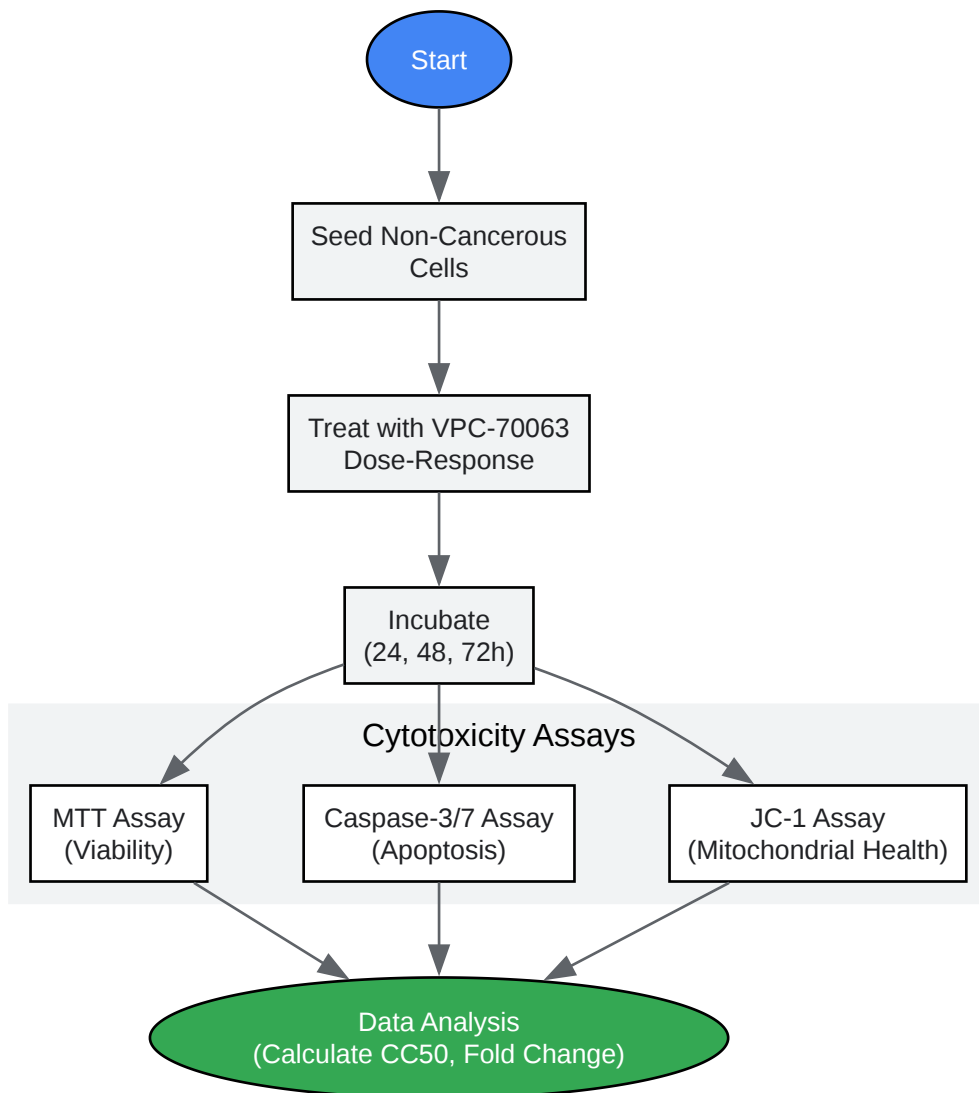 Start
Seed Non-Cancerous
Cells
Treat with VPC-70063
Dose-Response
Incubate
(24, 48, 72h)
Cytotoxicity Assays
MTT Assay
(Viability)
Caspase-3/7 Assay
(Apoptosis)
JC-1 Assay
(Mitochondrial Health)
Data Analysis
(Calculate CC50, Fold Change)